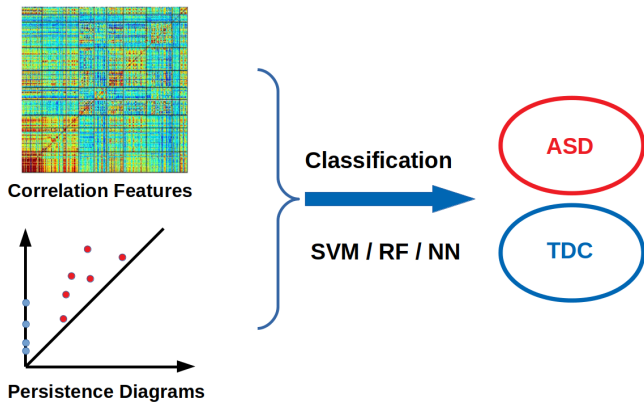 Correlation Features
Persistence Diagrams
Classification
SVM / RF / NN
ASD
TDC